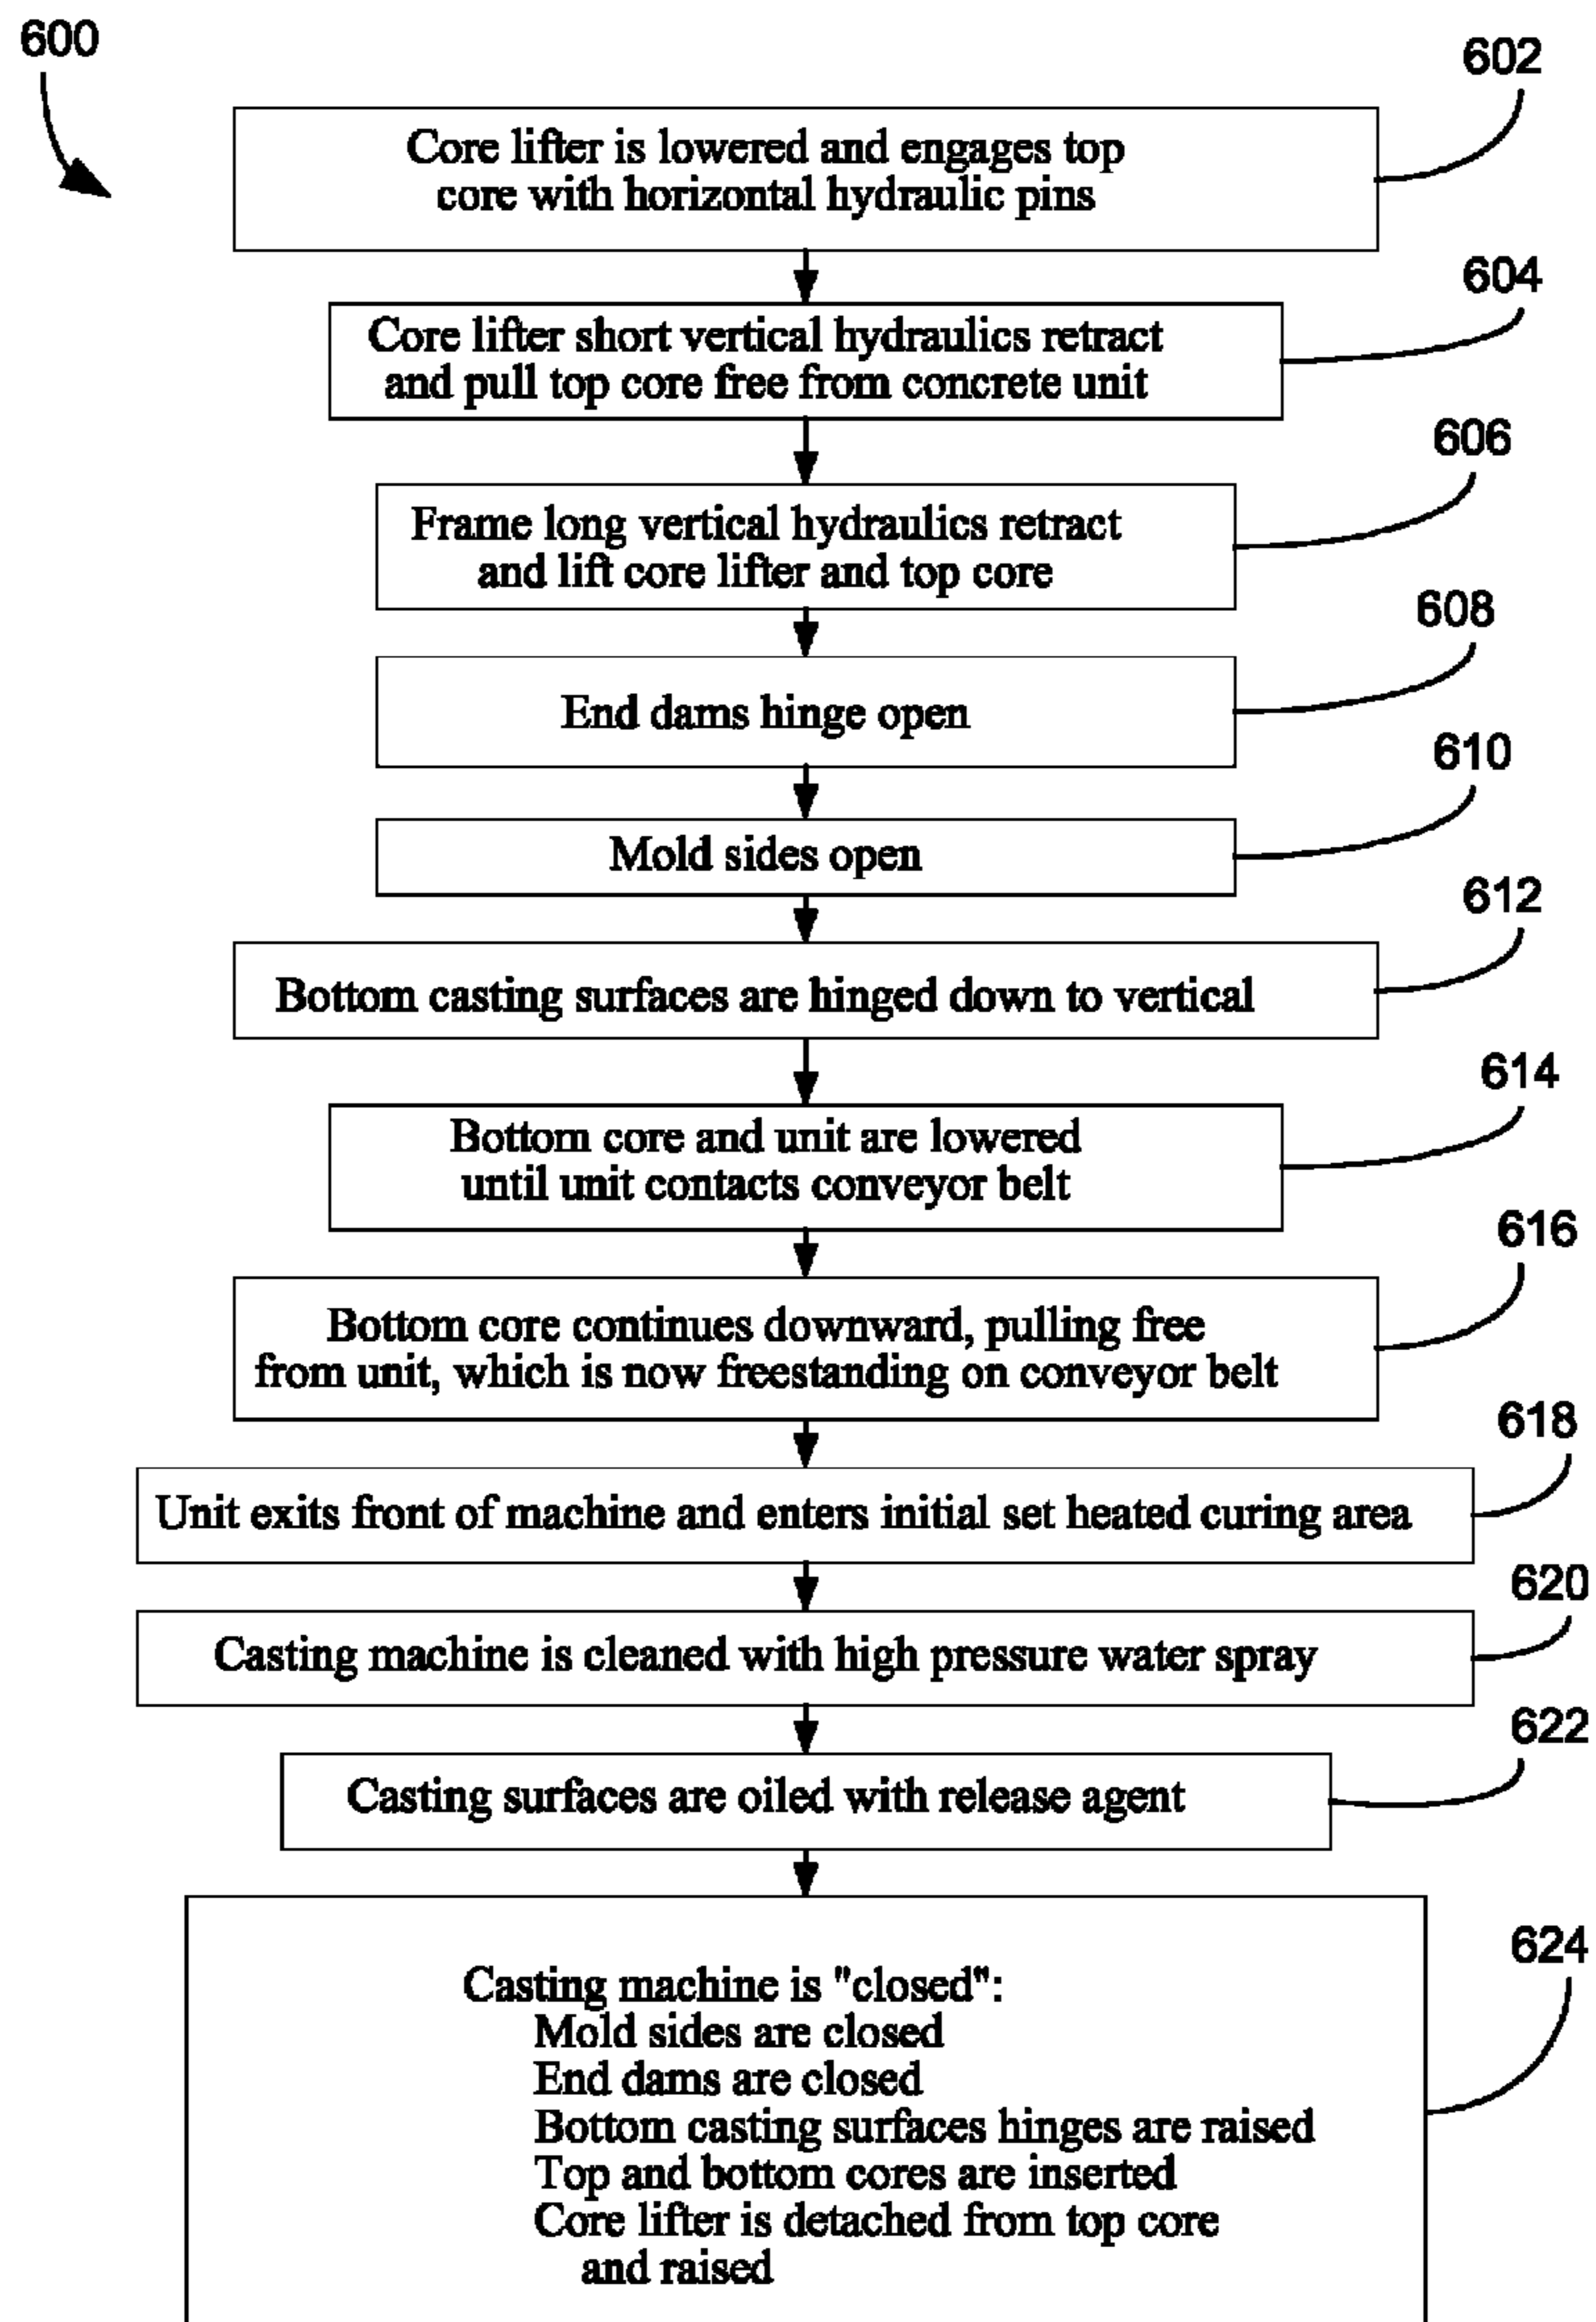 600
602
Core lifter is lowered and engages top
core with horizontal hydraulic pins
604
Core lifter short vertical hydraulics retract
and pull top core free from concrete unit
606
Frame long vertical hydraulics retract
and lift core lifter and top core
608
End dams hinge open
610
Mold sides open
612
Bottom casting surfaces are hinged down to vertical
614
Bottom core and unit are lowered
until unit contacts conveyor belt
616
Bottom core continues downward, pulling free
from unit, which is now freestanding on conveyor belt
618
Unit exits front of machine and enters initial set heated curing area
620
Casting machine is cleaned with high pressure water spray
622
Casting surfaces are oiled with release agent
624
Casting machine is "closed":
Mold sides are closed
End dams are closed
Bottom casting surfaces hinges are raised
Top and bottom cores are inserted
Core lifter is detached from top core
and raised